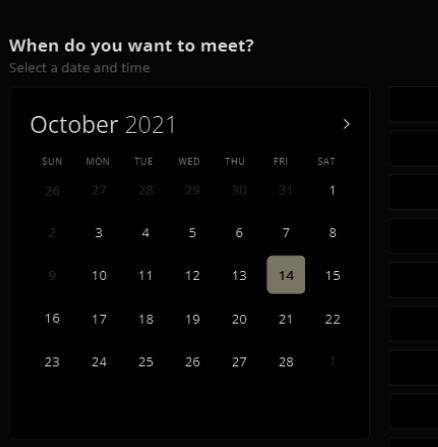 When do you want to meet?
Select a date and time
October 2021 >
SUN MON TUE WED THU FRI SAT
26 27 28 29 30 31 1
2 3 4 5 6 7 8
9 10 11 12 13 14 15
16 17 18 19 20 21 22
23 24 25 26 27 28 1